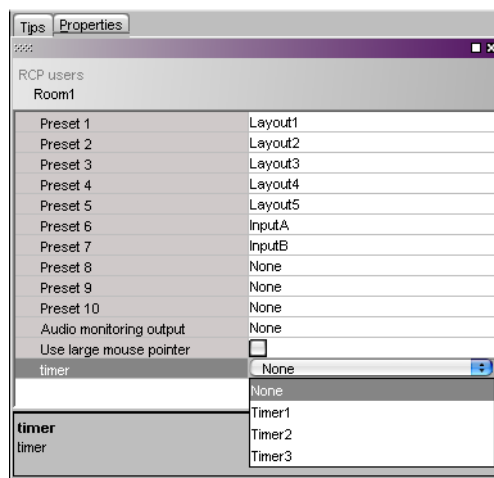 Tips Properties
RCP users
Room1
Preset 1 Layout1
Preset 2 Layout2
Preset 3 Layout3
Preset 4 Layout4
Preset 5 Layout5
Preset 6 InputA
Preset 7 InputB
Preset 8 None
Preset 9 None
Preset 10 None
Audio monitoring output None
Use large mouse pointer
timer None
None
Timer1
Timer2
Timer3
timer
timer